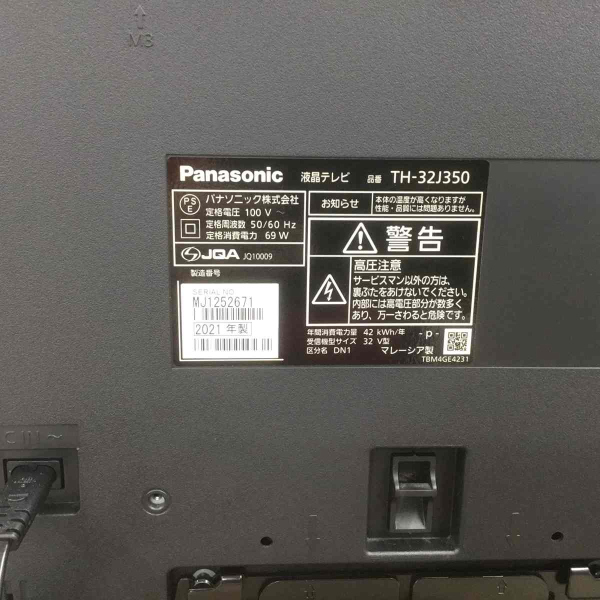 M3
Panasonic 液晶テレビ 品番 TH-32J350
PS
E
パナソニック株式会社
定格電圧 100 V ～
定格周波数 50/60 Hz
定格消費電力 69 W
お知らせ
本体の温度が高くなりますが
性能・品質には問題ありません。
JQA JQ10009
警告
高圧注意
サービスマン以外の方は、
裏ぶたをあけないでください。
内部には高電圧部分が数多く
あり、万一さわると危険です。
製造番号
SERIAL NO.
MJ1252671
2021 年製
年間消費電力量 42 kWh/年
受信機型サイズ 32 V型
区分名 DN1
- p -
マレーシア製
TBM4GE4231